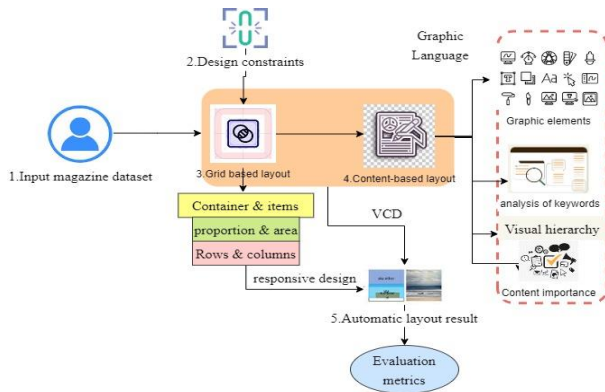 Graphic
Language
2.Design constraints
Aa
Graphic elements
1.Input magazine dataset
3.Grid based layout
4.Content-based layout
analysis of keywords
Container & items
proportion & area
Rows & columns
VCD
Visual hierarchy
responsive design
Content importance
5.Automatic layout result
Evaluation
metrics